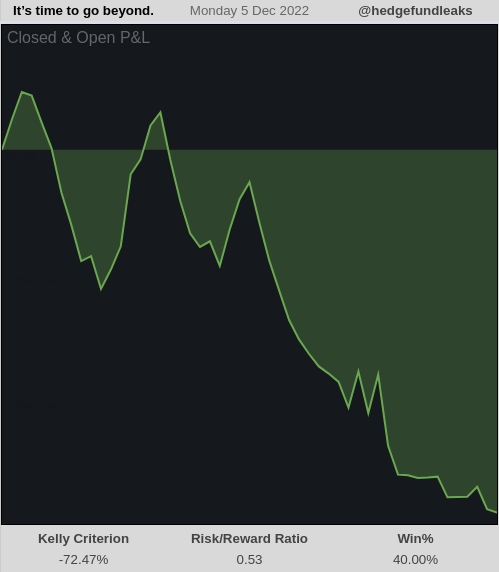 It's time to go beyond. Monday 5 Dec 2022 @hedgefundleaks
Closed & Open P&L
Kelly Criterion Risk/Reward Ratio Win%
-72.47% 0.53 40.00%